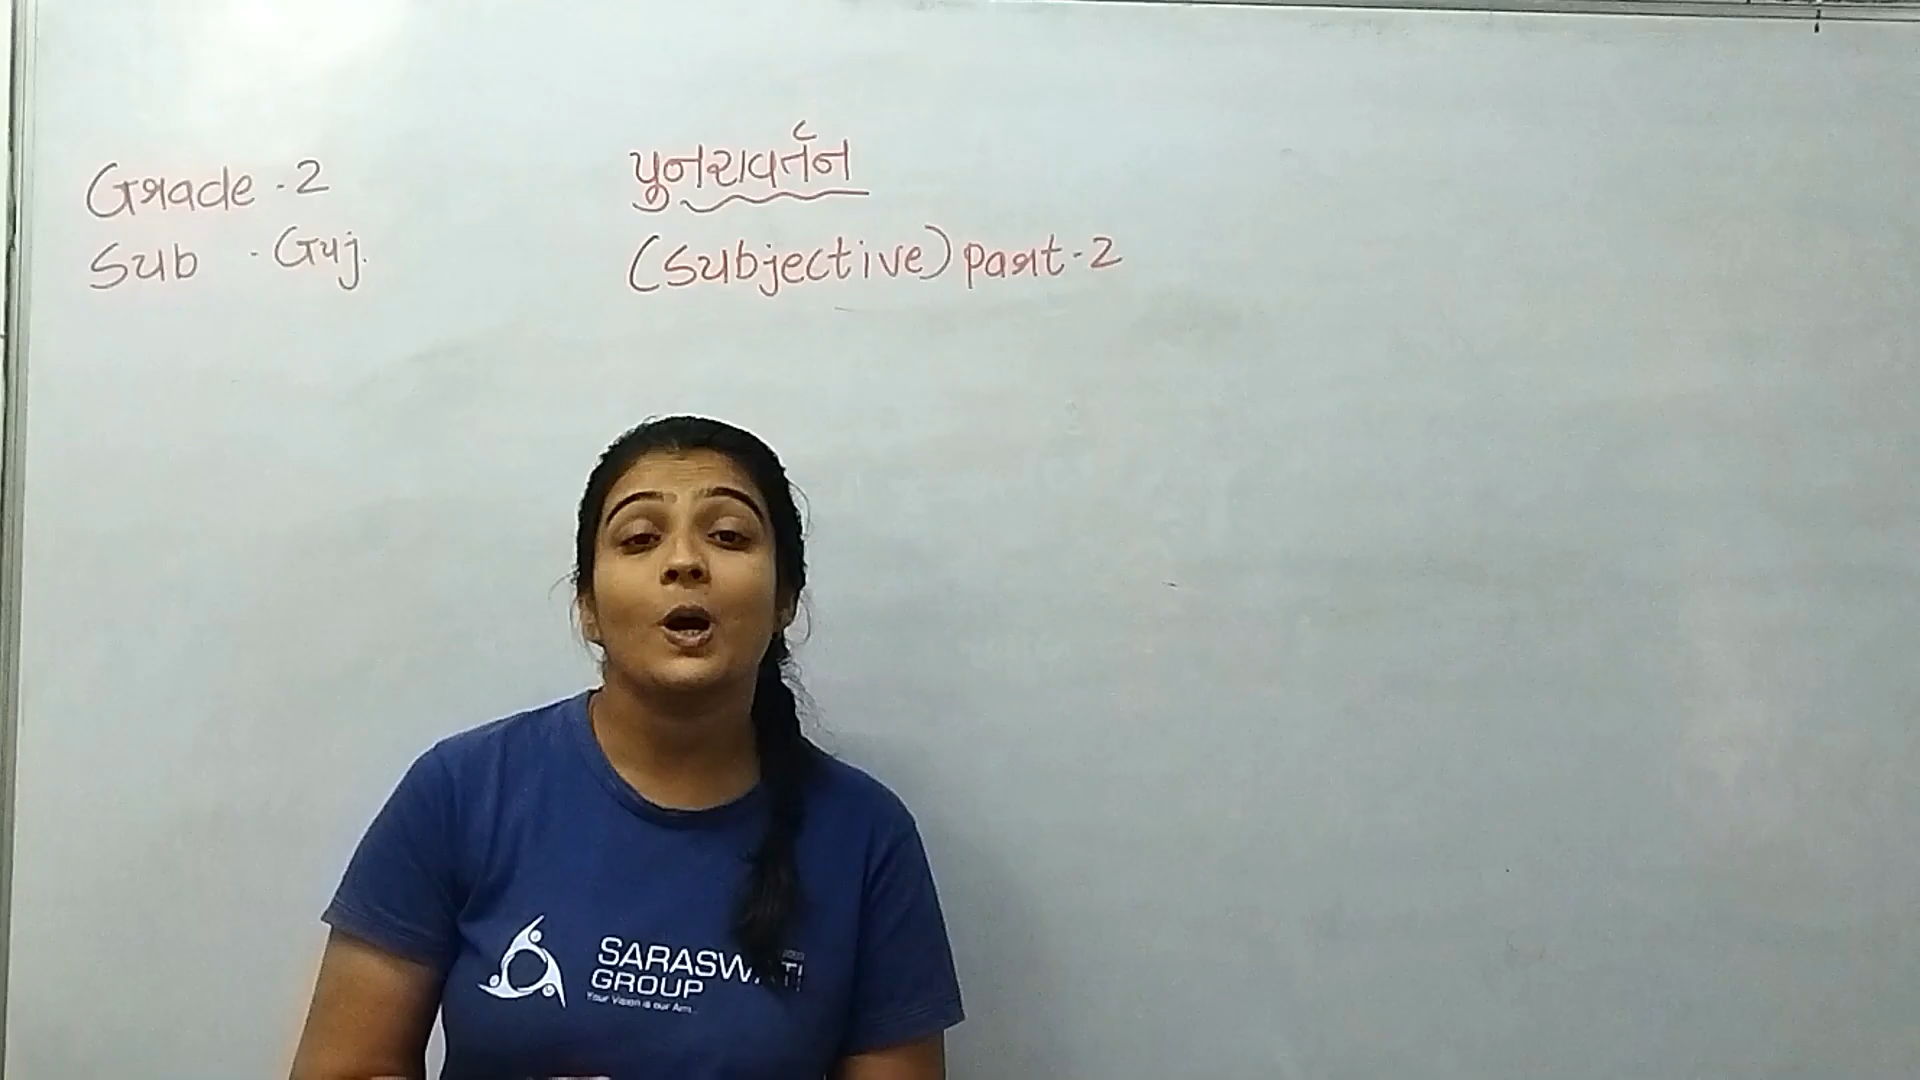 Grade - 2
Sub - Guj.
પુનરાવર્તન
(Subjective) part - 2
SARASWATI
GROUP
Your Vision is our Aim...